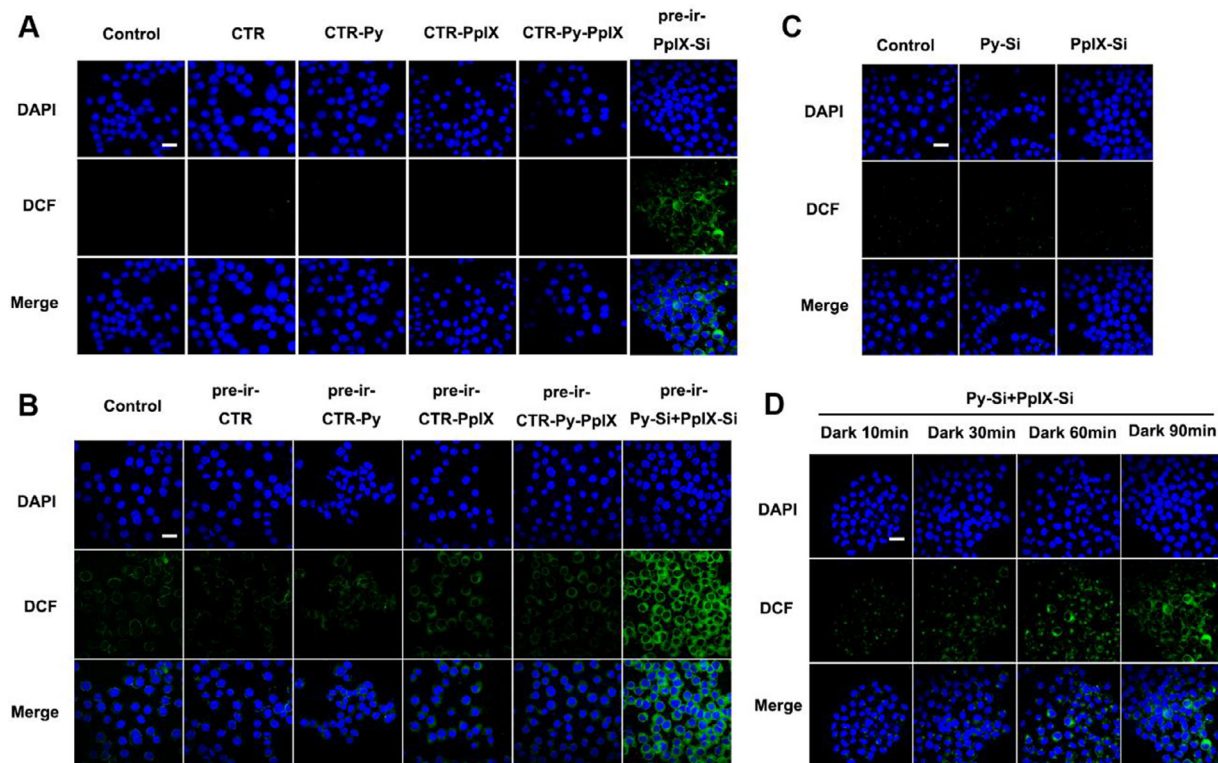 A
Control
CTR
CTR-Py
CTR-PpIX
CTR-Py-PpIX
pre-ir-
PpIX-Si
DAPI
DCF
Merge
B
Control
pre-ir-
CTR
pre-ir-
CTR-Py
pre-ir-
CTR-PpIX
pre-ir-
CTR-Py-PpIX
pre-ir-
Py-Si+PpIX-Si
DAPI
DCF
Merge
C
Control
Py-Si
PpIX-Si
DAPI
DCF
Merge
D
Py-Si+PpIX-Si
Dark 10min
Dark 30min
Dark 60min
Dark 90min
DAPI
DCF
Merge